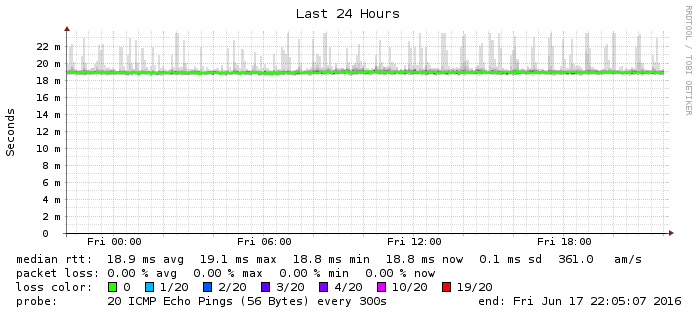 Last 24 Hours
RRDTOOL / TOBI OETIKER
Seconds
22 m
20 m
18 m
16 m
14 m
12 m
10 m
8 m
6 m
4 m
2 m
0
Fri 00:00 Fri 06:00 Fri 12:00 Fri 18:00
median rtt: 18.9 ms avg 19.1 ms max 18.8 ms min 18.8 ms now 0.1 ms sd 361.0 am/s
packet loss: 0.00 % avg 0.00 % max 0.00 % min 0.00 % now
loss color: 0 1/20 2/20 3/20 4/20 10/20 19/20
probe: 20 ICMP Echo Pings (56 Bytes) every 300s end: Fri Jun 17 22:05:07 2016